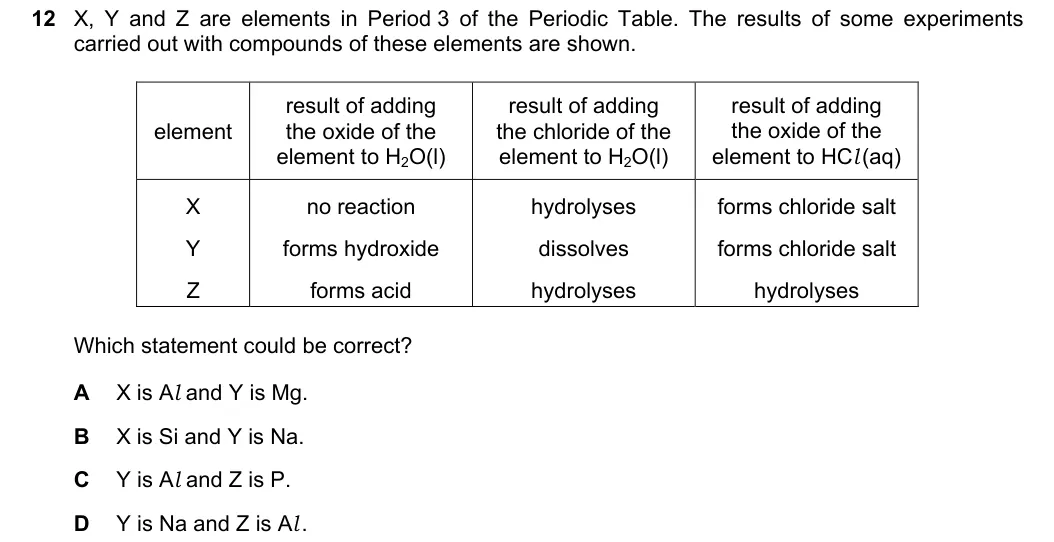 12 X, Y and Z are elements in Period 3 of the Periodic Table. The results of some experiments
carried out with compounds of these elements are shown.
element
result of adding
the oxide of the
element to H₂O(l)
result of adding
the chloride of the
element to H₂O(l)
result of adding
the oxide of the
element to HCl(aq)
X no reaction hydrolyses forms chloride salt
Y forms hydroxide dissolves forms chloride salt
Z forms acid hydrolyses hydrolyses
Which statement could be correct?
A X is Al and Y is Mg.
B X is Si and Y is Na.
C Y is Al and Z is P.
D Y is Na and Z is Al.